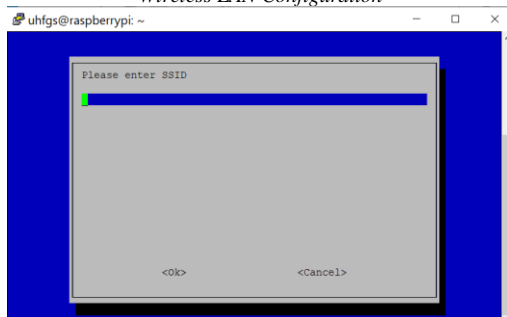 Wireless LAN Configuration
uhfgs@raspberrypi: ~
Please enter SSID
<Ok> <Cancel>